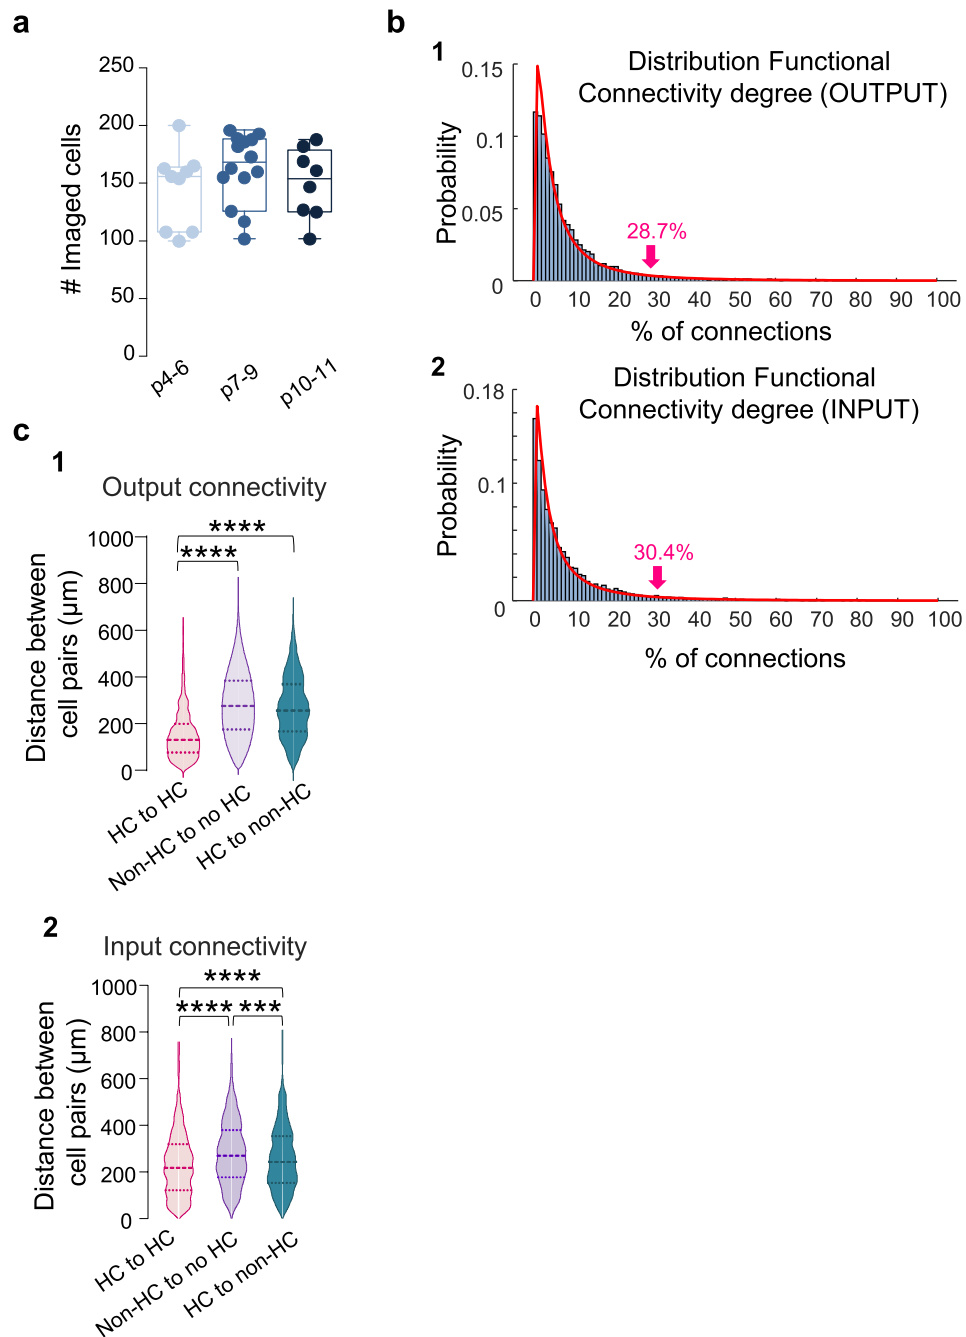 a
250
200
150
100
50
0
# Imaged cells
p4-6
p7-9
p10-11
b
1
Distribution Functional
Connectivity degree (OUTPUT)
0.15
0.1
0.05
0
Probability
28.7%
0 10 20 30 40 50 60 70 80 90 100
% of connections
2
Distribution Functional
Connectivity degree (INPUT)
0.18
0.1
0
Probability
30.4%
0 10 20 30 40 50 60 70 80 90 100
% of connections
c
1
Output connectivity
****
****
1000
800
600
400
200
0
Distance between
cell pairs (μm)
HC to HC
Non-HC to no HC
HC to non-HC
2
Input connectivity
****
**** ***
1000
800
600
400
200
0
Distance between
cell pairs (μm)
HC to HC
Non-HC to no HC
HC to non-HC